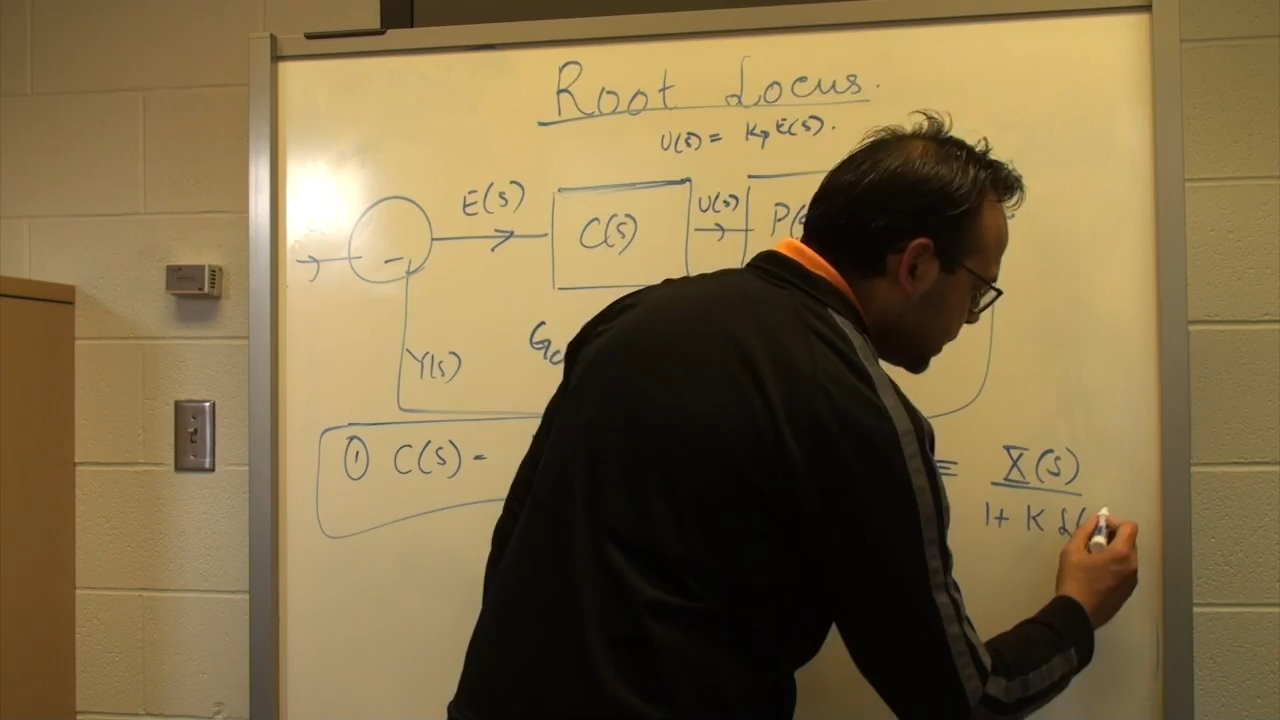 Root Locus.
U(s) = Kp E(s).
E(s)
C(s)
U(s)
P(
Y(s)
① C(s) =
= X(s)
1 + K L(